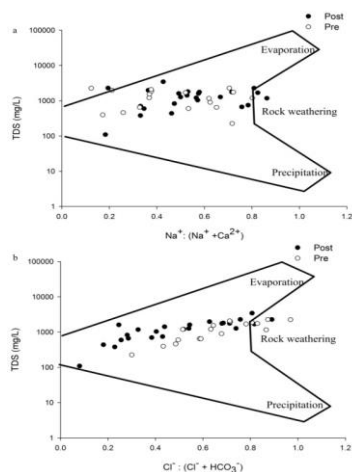 a
Post
Pre
100000
10000
1000
100
10
1
TDS (mg/L)
Evaporation
Rock weathering
Precipitation
0.0 0.2 0.4 0.6 0.8 1.0 1.2
Na⁺: (Na⁺ +Ca²⁺)
b
Post
Pre
100000
10000
1000
100
10
1
TDS (mg/L)
Evaporation
Rock weathering
Precipitation
0.0 0.2 0.4 0.6 0.8 1.0 1.2
Cl⁻ : (Cl⁻ + HCO₃⁻)